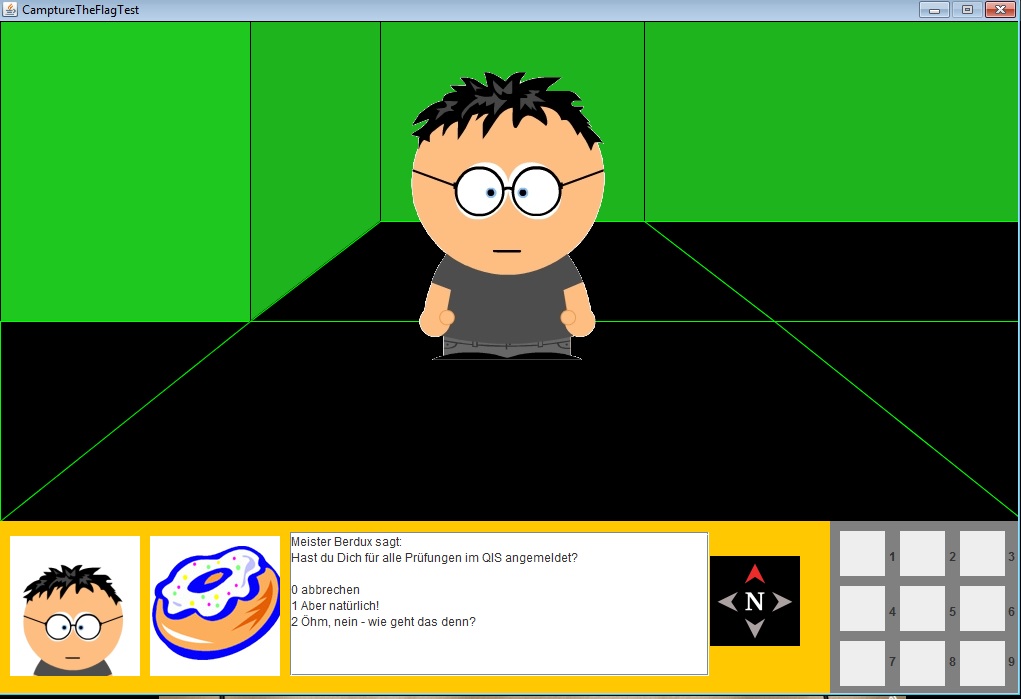 CamptureTheFlagTest
Meister Berdux sagt:
Hast du Dich für alle Prüfungen im QIS angemeldet?
0 abbrechen
1 Aber natürlich!
2 Öhm, nein - wie geht das denn?
N
1 2 3
4 5 6
7 8 9